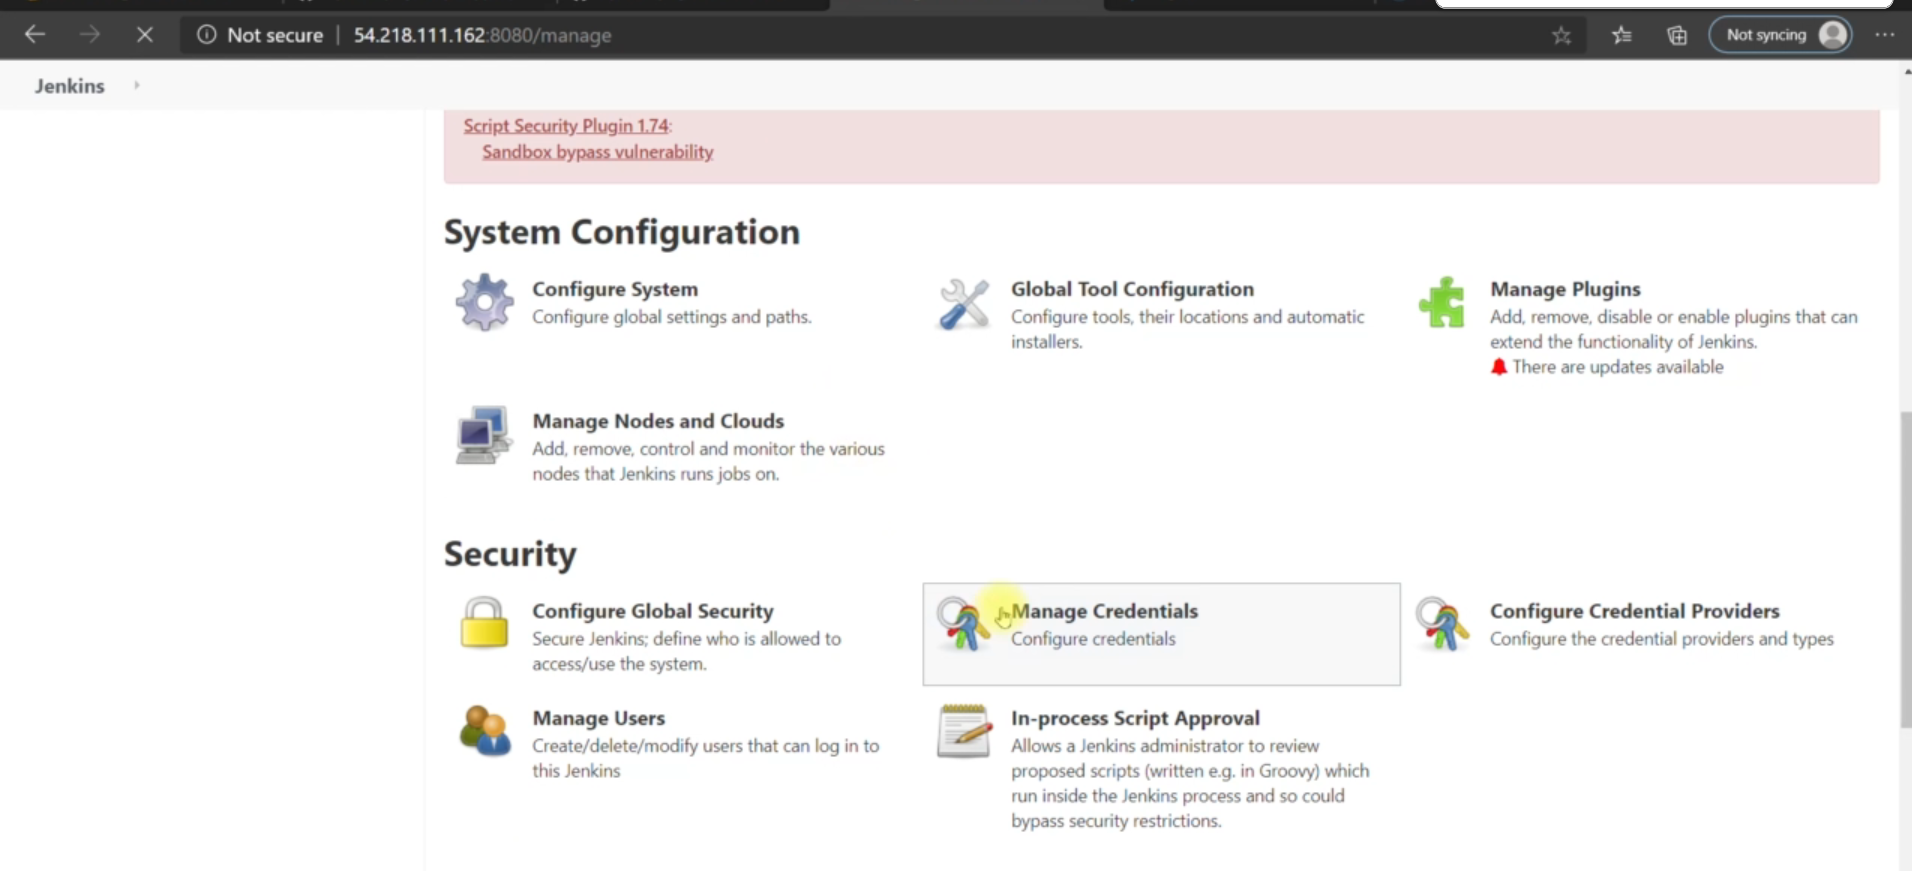 Not secure | 54.218.111.162:8080/manage
Not syncing
Jenkins
Script Security Plugin 1.74:
Sandbox bypass vulnerability
System Configuration
Configure System
Configure global settings and paths.
Global Tool Configuration
Configure tools, their locations and automatic
installers.
Manage Plugins
Add, remove, disable or enable plugins that can
extend the functionality of Jenkins.
There are updates available
Manage Nodes and Clouds
Add, remove, control and monitor the various
nodes that Jenkins runs jobs on.
Security
Configure Global Security
Secure Jenkins; define who is allowed to
access/use the system.
Manage Credentials
Configure credentials
Configure Credential Providers
Configure the credential providers and types
Manage Users
Create/delete/modify users that can log in to
this Jenkins
In-process Script Approval
Allows a Jenkins administrator to review
proposed scripts (written e.g. in Groovy) which
run inside the Jenkins process and so could
bypass security restrictions.